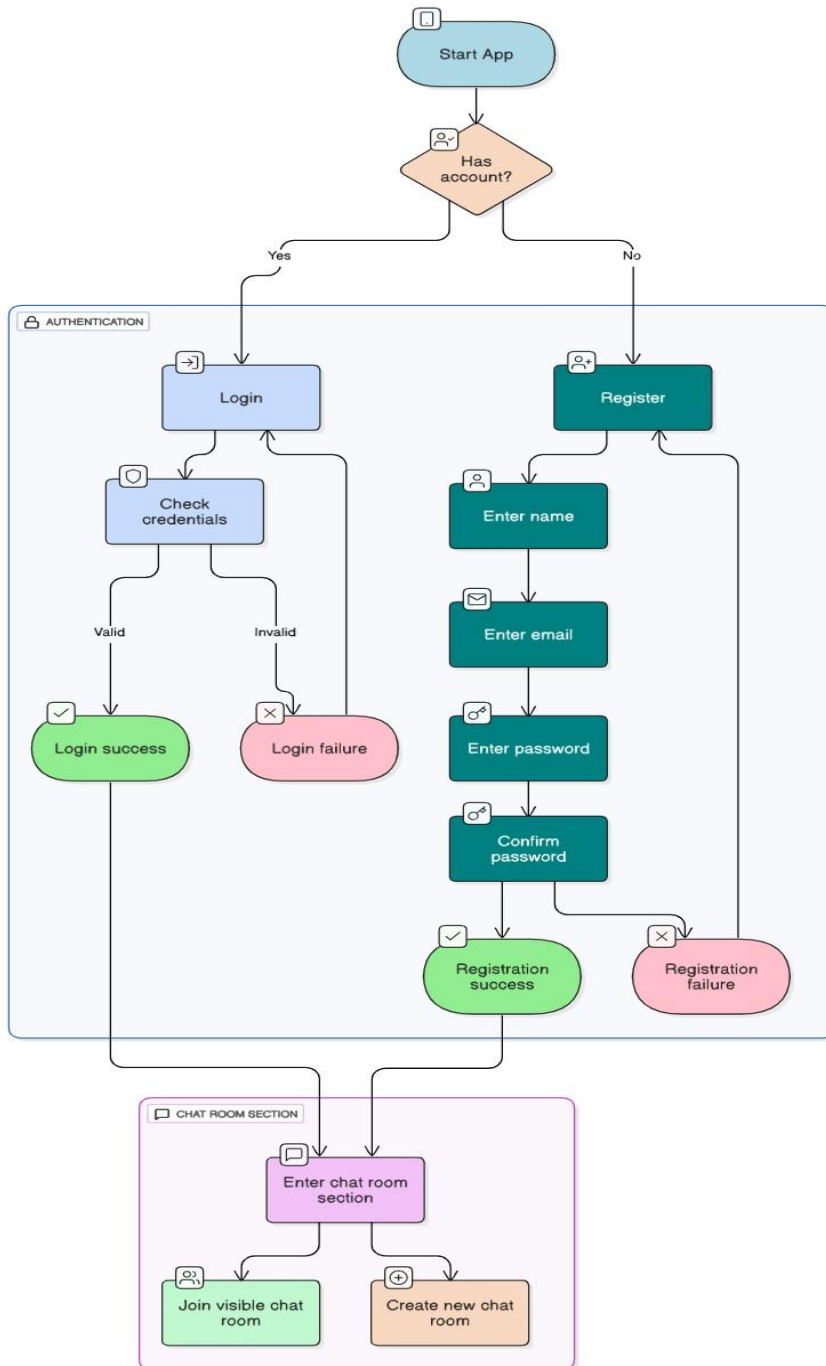 Start App
Has
account?
Yes
No
AUTHENTICATION
Login
Register
Check
credentials
Enter name
Valid
Invalid
Enter email
Login success
Login failure
Enter password
Confirm
password
Registration
success
Registration
failure
CHAT ROOM SECTION
Enter chat room
section
Join visible chat
room
Create new chat
room